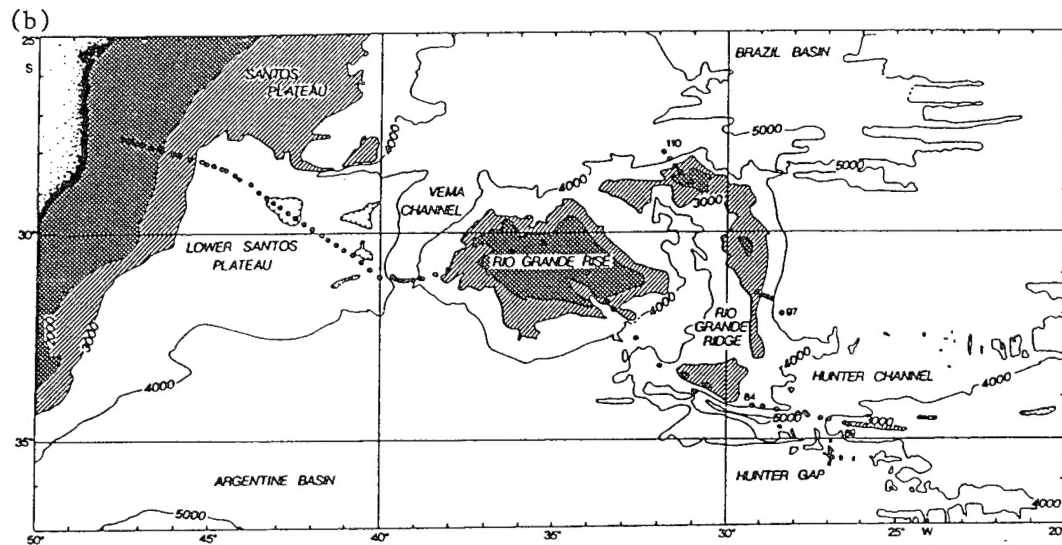 (b)
25
S
30
35
50°
45°
40°
35°
30°
25°
W
20°
BRAZIL BASIN
SANTOS
PLATEAU
5000
5000
110
3000
VEMA
CHANNEL
4000
4000
3000
LOWER SANTOS
PLATEAU
RIO GRANDE RISE
4000
97
RIO
GRANDE
RIDGE
2000
3000
4000
HUNTER CHANNEL
4000
4000
84
5000
ARGENTINE BASIN
HUNTER GAP
5000
4000